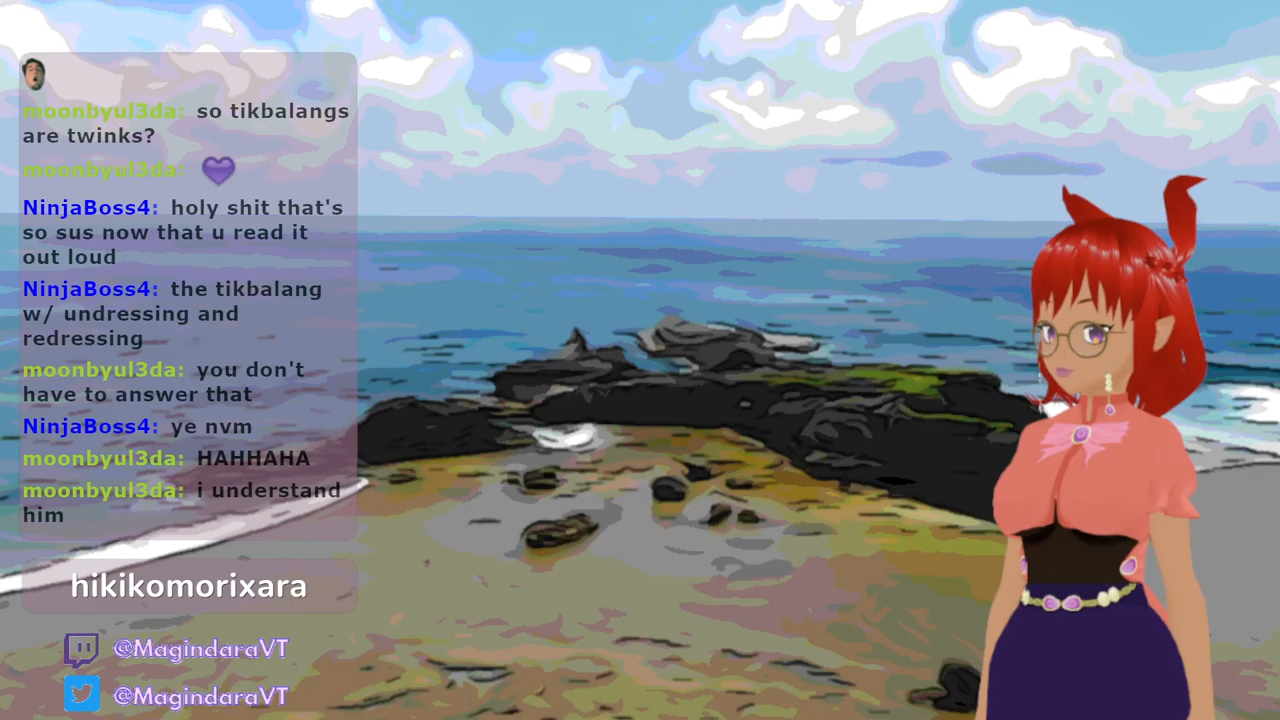 moonbyul3da: so tikbalangs
are twinks?
moonbyul3da:
NinjaBoss4: holy shit that's
so sus now that u read it
out loud
NinjaBoss4: the tikbalang
w/ undressing and
redressing
moonbyul3da: you don't
have to answer that
NinjaBoss4: ye nvm
moonbyul3da: HAHHAHA
moonbyul3da: i understand
him
hikikomorixara
@MagindaraVT
@MagindaraVT